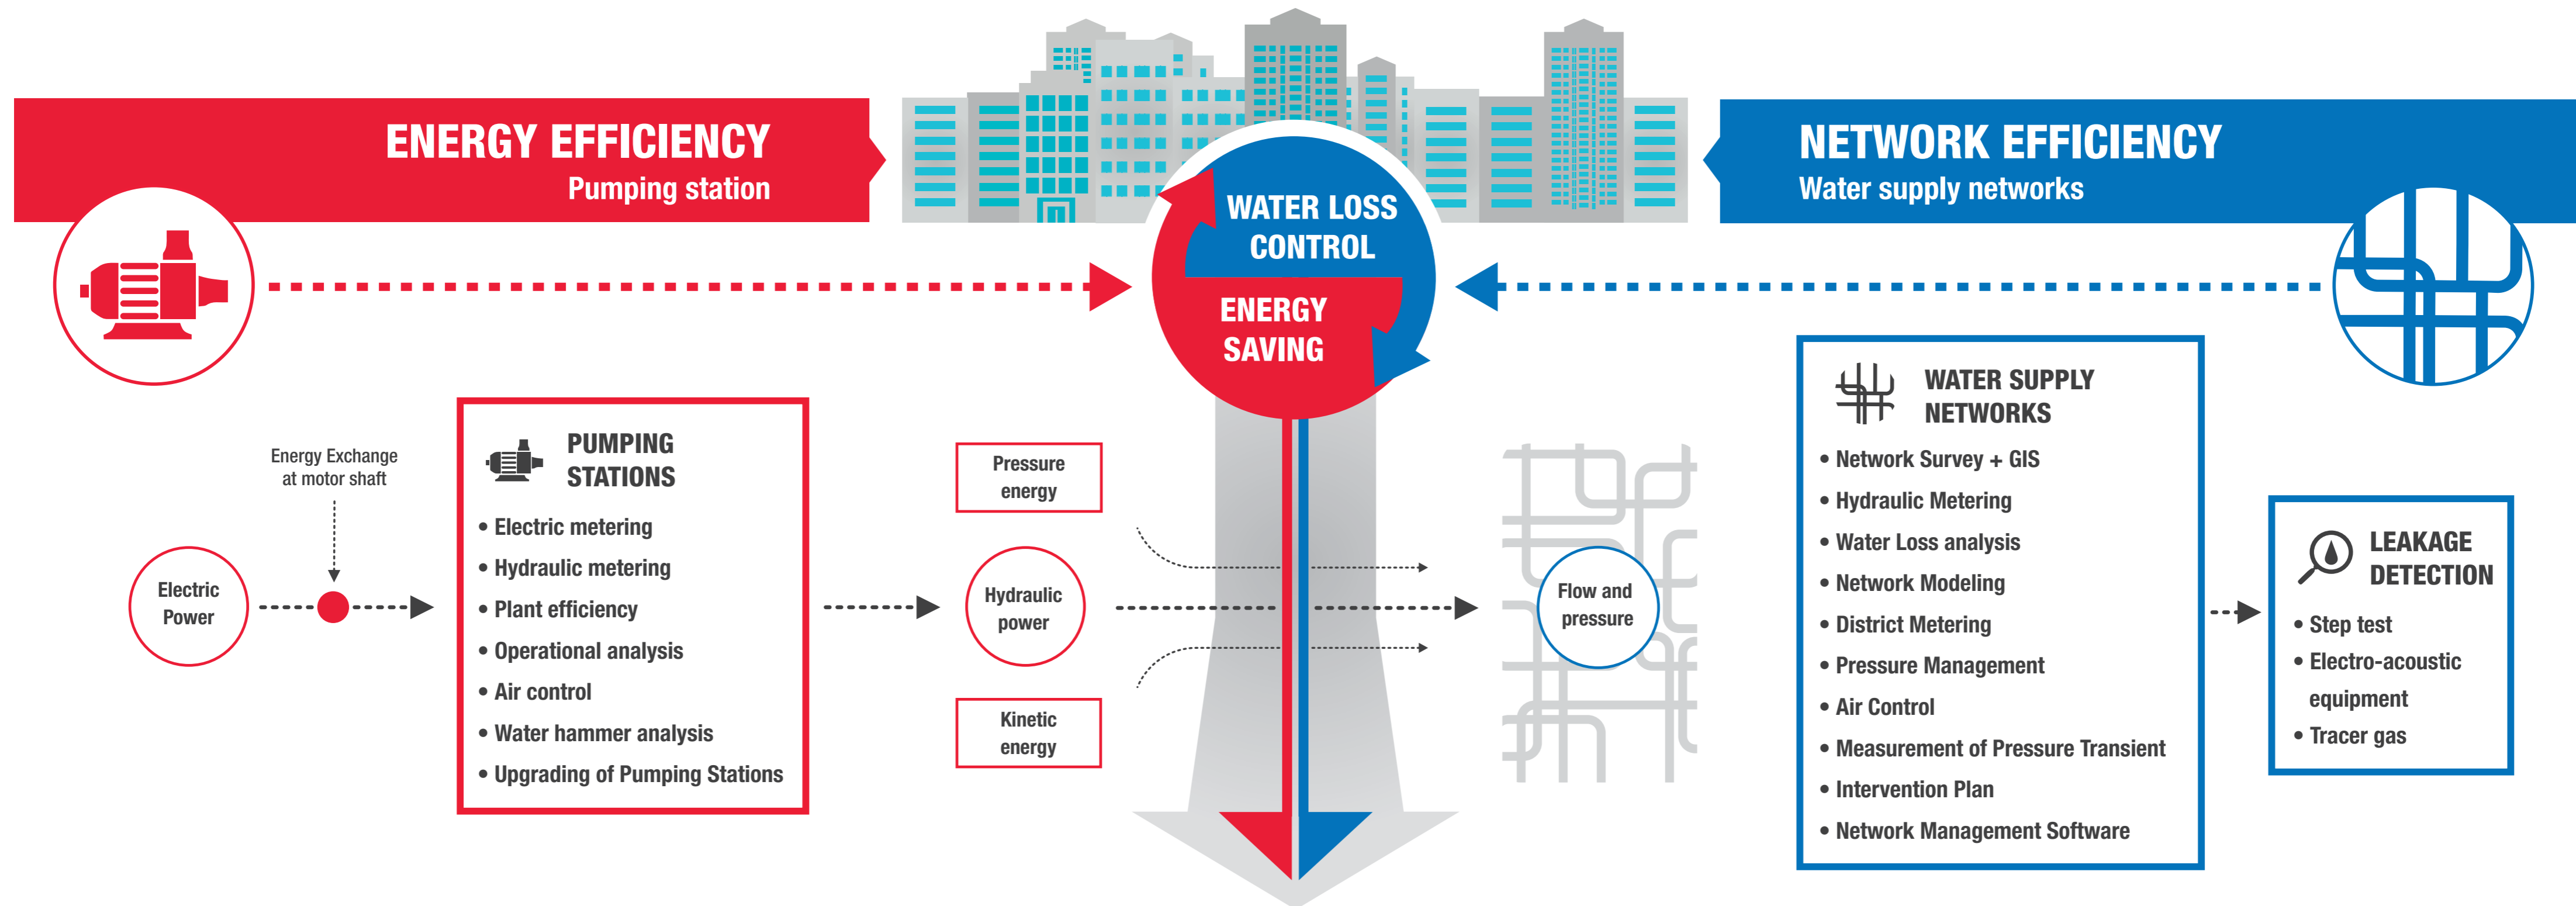 ENERGY EFFICIENCY
Pumping station
NETWORK EFFICIENCY
Water supply networks
WATER LOSS
CONTROL
ENERGY
SAVING
Energy Exchange
at motor shaft
Electric
Power
PUMPING
STATIONS
• Electric metering
• Hydraulic metering
• Plant efficiency
• Operational analysis
• Air control
• Water hammer analysis
• Upgrading of Pumping Stations
Pressure
energy
Hydraulic
power
Kinetic
energy
Flow and
pressure
WATER SUPPLY
NETWORKS
• Network Survey + GIS
• Hydraulic Metering
• Water Loss analysis
• Network Modeling
• District Metering
• Pressure Management
• Air Control
• Measurement of Pressure Transient
• Intervention Plan
• Network Management Software
LEAKAGE
DETECTION
• Step test
• Electro-acoustic
equipment
• Tracer gas